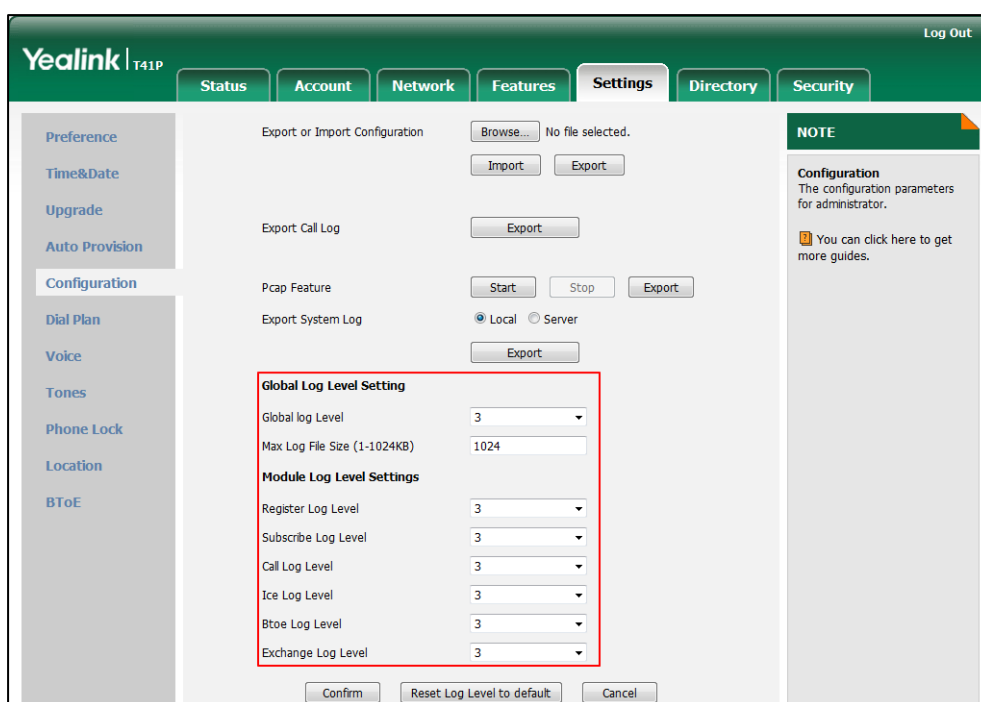 Log Out
Yealink | T41P
Status Account Network Features Settings Directory Security
Preference
Time&Date
Upgrade
Auto Provision
Configuration
Dial Plan
Voice
Tones
Phone Lock
Location
BToE
Export or Import Configuration Browse... No file selected.
Import Export
Export Call Log Export
Pcap Feature Start Stop Export
Export System Log Local Server
Export
Global Log Level Setting
Global log Level 3
Max Log File Size (1-1024KB) 1024
Module Log Level Settings
Register Log Level 3
Subscribe Log Level 3
Call Log Level 3
Ice Log Level 3
Btoe Log Level 3
Exchange Log Level 3
Confirm Reset Log Level to default Cancel
NOTE
Configuration
The configuration parameters
for administrator.
? You can click here to get
more guides.